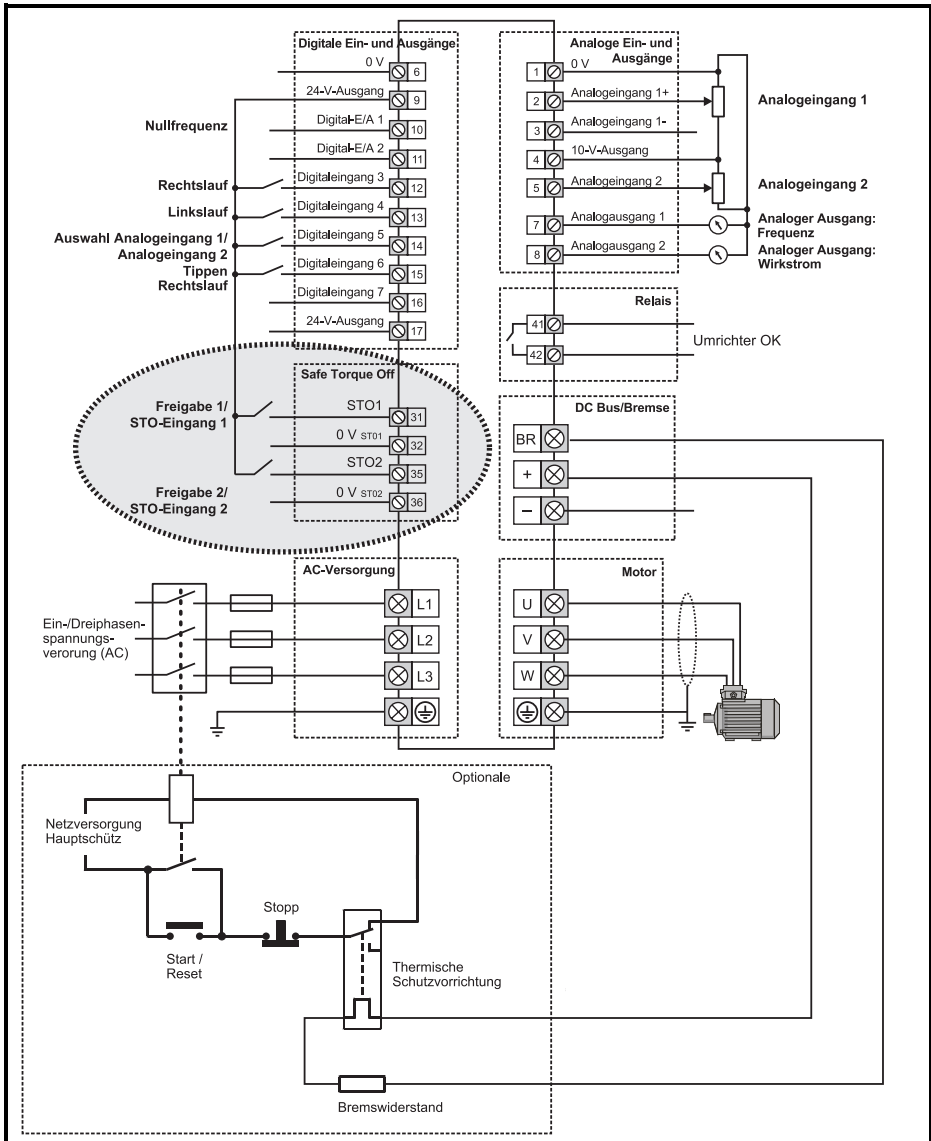 Digitale Ein- und Ausgänge
0 V
6
24-V-Ausgang
9
Nullfrequenz
Digital-E/A 1
10
Digital-E/A 2
11
Rechtslauf
Digitaleingang 3
12
Linkslauf
Digitaleingang 4
13
Auswahl Analogeingang 1/
Analogeingang 2
Digitaleingang 5
14
Tippen
Rechtslauf
Digitaleingang 6
15
Digitaleingang 7
16
24-V-Ausgang
17
Safe Torque Off
Freigabe 1/
STO-Eingang 1
STO1
31
0 V ST01
32
STO2
35
Freigabe 2/
STO-Eingang 2
0 V ST02
36
Analoge Ein- und
Ausgänge
1
0 V
2
Analogeingang 1+
Analogeingang 1
3
Analogeingang 1-
4
10-V-Ausgang
5
Analogeingang 2
Analogeingang 2
7
Analogausgang 1
Analoger Ausgang:
Frequenz
8
Analogausgang 2
Analoger Ausgang:
Wirkstrom
Relais
41
42
Umrichter OK
DC Bus/Bremse
BR
+
−
AC-Versorgung
Ein-/Dreiphasen-
spannungs-
verorung (AC)
L1
L2
L3
Motor
U
V
W
Optionale
Netzversorgung
Hauptschütz
Stopp
Start /
Reset
Thermische
Schutzvorrichtung
Bremswiderstand